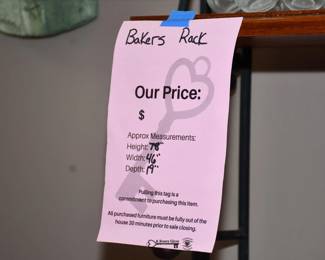 Bakers Rack
Our Price:
$
Approx Measurements:
Height: 78"
Width: 46"
Depth: 19"
Pulling this tag is a
commitment to purchasing this item.
All purchased furniture must be fully out of the
house 30 minutes prior to sale closing.